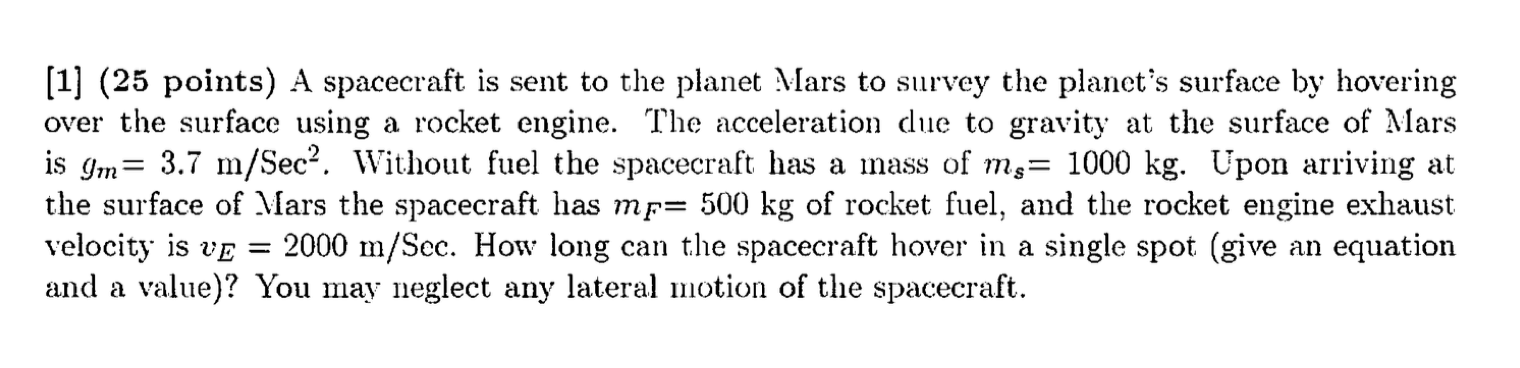 [1] (25 points) A spacecraft is sent to the planet Mars to survey the planet's surface by hovering
over the surface using a rocket engine. The acceleration due to gravity at the surface of Mars
is gₘ= 3.7 m/Sec². Without fuel the spacecraft has a mass of mₛ= 1000 kg. Upon arriving at
the surface of Mars the spacecraft has m_F= 500 kg of rocket fuel, and the rocket engine exhaust
velocity is v_E = 2000 m/Sec. How long can the spacecraft hover in a single spot (give an equation
and a value)? You may neglect any lateral motion of the spacecraft.